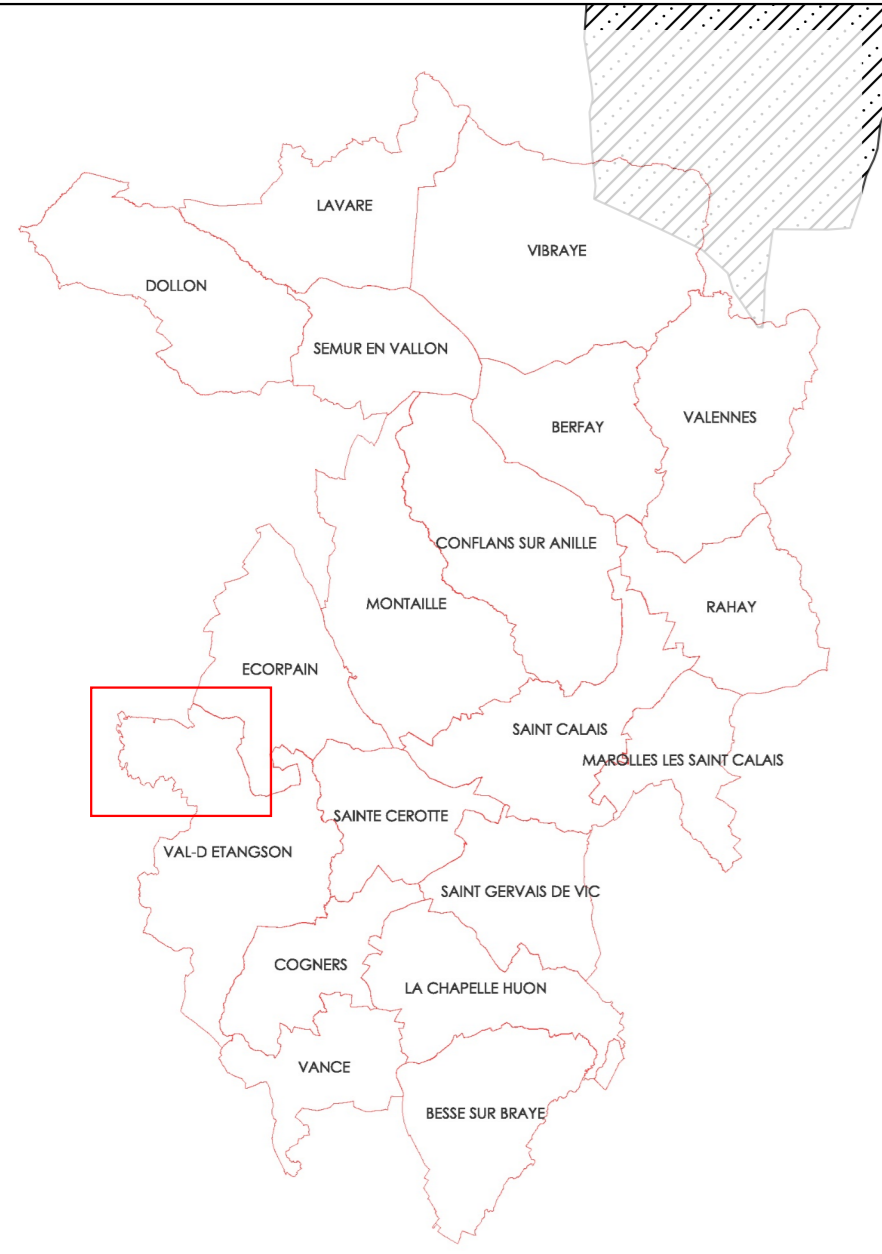 LAVARE
VIBRAYE
DOLLON
SEMUR EN VALLON
VALENNES
BERFAY
CONFLANS SUR ANILLE
MONTAILLE
RAHAY
ECORPAIN
SAINT CALAIS
MAROLLES LES SAINT CALAIS
SAINTE CEROTTE
VAL-D ETANGSON
SAINT GERVAIS DE VIC
COGNERS
LA CHAPELLE HUON
VANCE
BESSE SUR BRAYE